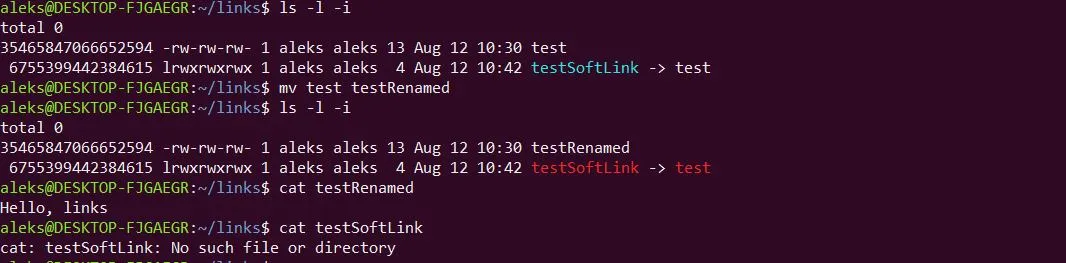 aleks@DESKTOP-FJGAEGR:~/links$ ls -l -i
total 0
35465847066652594 -rw-rw-rw- 1 aleks aleks 13 Aug 12 10:30 test
 6755399442384615 lrwxrwxrwx 1 aleks aleks  4 Aug 12 10:42 testSoftLink -> test
aleks@DESKTOP-FJGAEGR:~/links$ mv test testRenamed
aleks@DESKTOP-FJGAEGR:~/links$ ls -l -i
total 0
35465847066652594 -rw-rw-rw- 1 aleks aleks 13 Aug 12 10:30 testRenamed
 6755399442384615 lrwxrwxrwx 1 aleks aleks  4 Aug 12 10:42 testSoftLink -> test
aleks@DESKTOP-FJGAEGR:~/links$ cat testRenamed
Hello, links
aleks@DESKTOP-FJGAEGR:~/links$ cat testSoftLink
cat: testSoftLink: No such file or directory